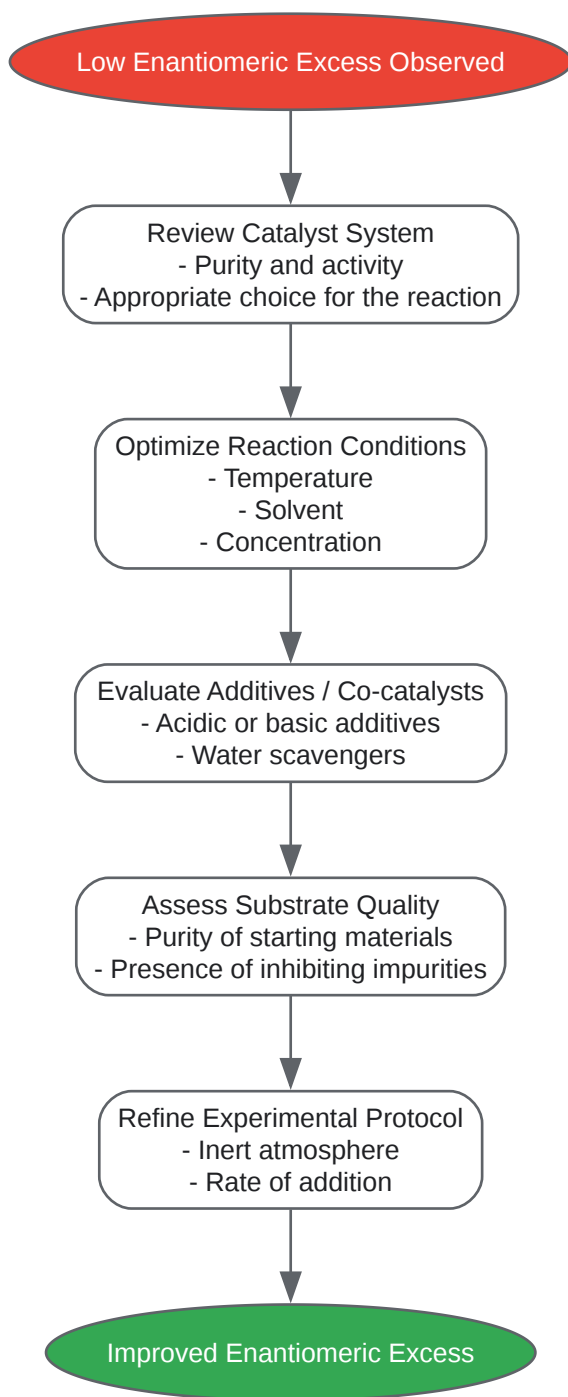 Low Enantiomeric Excess Observed
Review Catalyst System
- Purity and activity
- Appropriate choice for the reaction
Optimize Reaction Conditions
- Temperature
- Solvent
- Concentration
Evaluate Additives / Co-catalysts
- Acidic or basic additives
- Water scavengers
Assess Substrate Quality
- Purity of starting materials
- Presence of inhibiting impurities
Refine Experimental Protocol
- Inert atmosphere
- Rate of addition
Improved Enantiomeric Excess